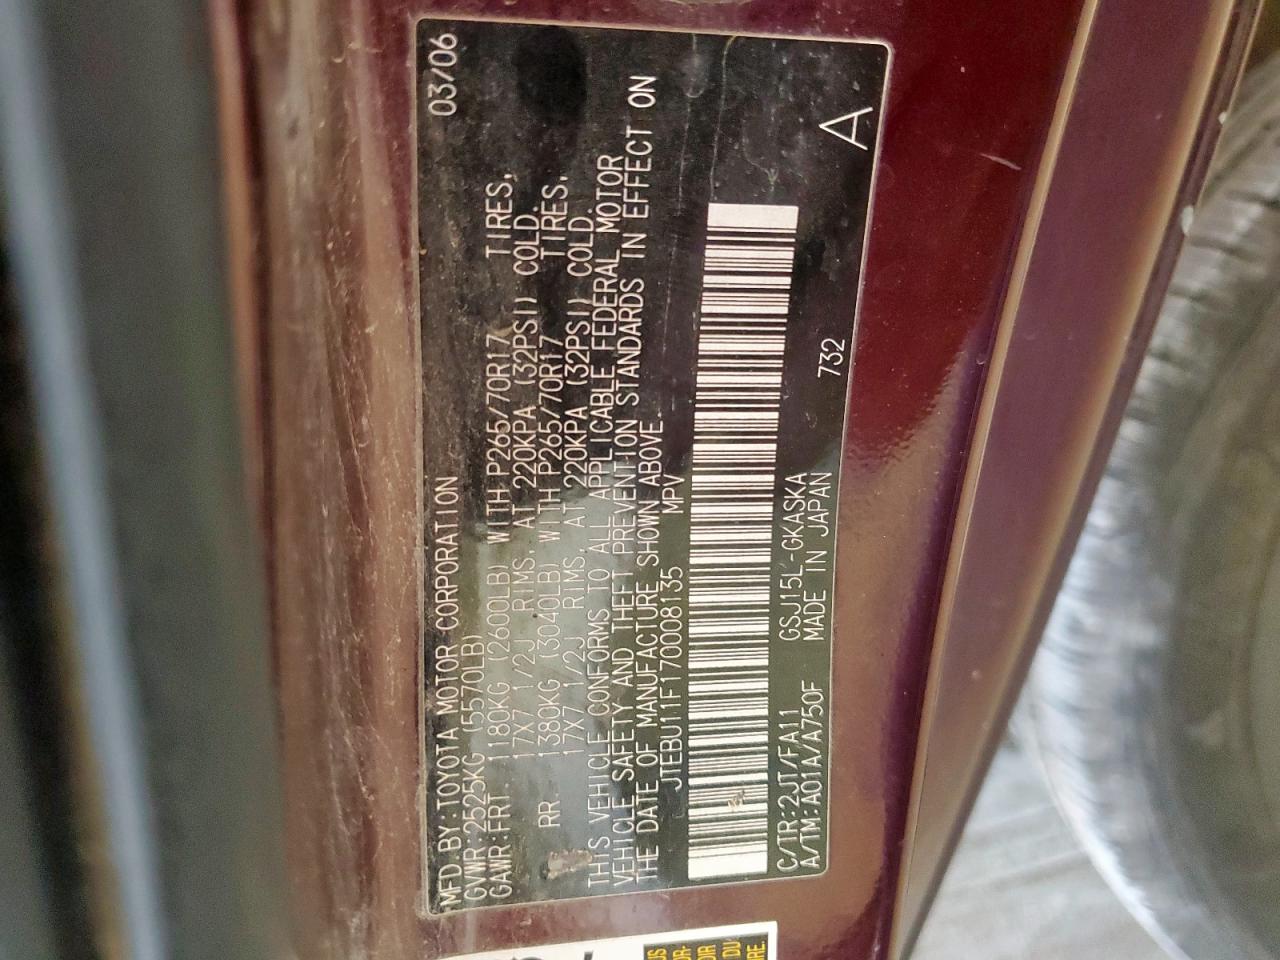 MFD.BY:TOYOTA MOTOR CORPORATION 03/06
GVWR:2525KG (5570LB)
GAWR:FRT. 1180KG (2600LB) WITH P265/70R17 TIRES,
17X7 1/2J RIMS, AT 220KPA (32PSI) COLD.
RR. 1380KG (3040LB) WITH P265/70R17 TIRES,
17X7 1/2J RIMS, AT 220KPA (32PSI) COLD.
THIS VEHICLE CONFORMS TO ALL APPLICABLE FEDERAL MOTOR
VEHICLE SAFETY AND THEFT PREVENTION STANDARDS IN EFFECT ON
THE DATE OF MANUFACTURE SHOWN ABOVE.
JTEBU11F170008135 MPV
C/TR:2JT/FA11 GSJ15L-GKASKA
A/TM:A01A/A750F MADE IN JAPAN 732
A